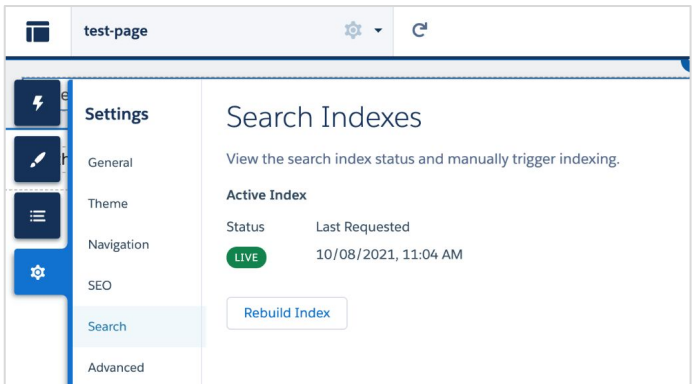 test-page
Settings
General
Theme
Navigation
SEO
Search
Advanced
Search Indexes
View the search index status and manually trigger indexing.
Active Index
Status Last Requested
LIVE 10/08/2021, 11:04 AM
Rebuild Index